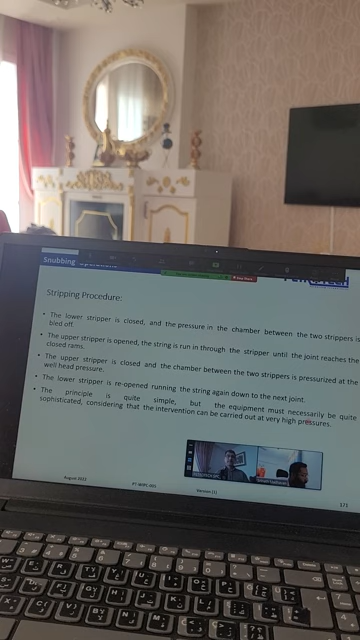 Snubbing
Stripping Procedure:
• The lower stripper is closed, and the pressure in the chamber between the two strippers is
bled off.
• The upper stripper is opened, the string is run in through the stripper until the joint reaches the
closed rams.
• The upper stripper is closed and the chamber between the two strippers is pressurized at the
well head pressure.
• The lower stripper is re-opened running the string again down to the next joint.
• The principle is quite simple, but the equipment must necessarily be quite
sophisticated, considering that the intervention can be carried out at very high pressures.
August 2022
Version (1)
171